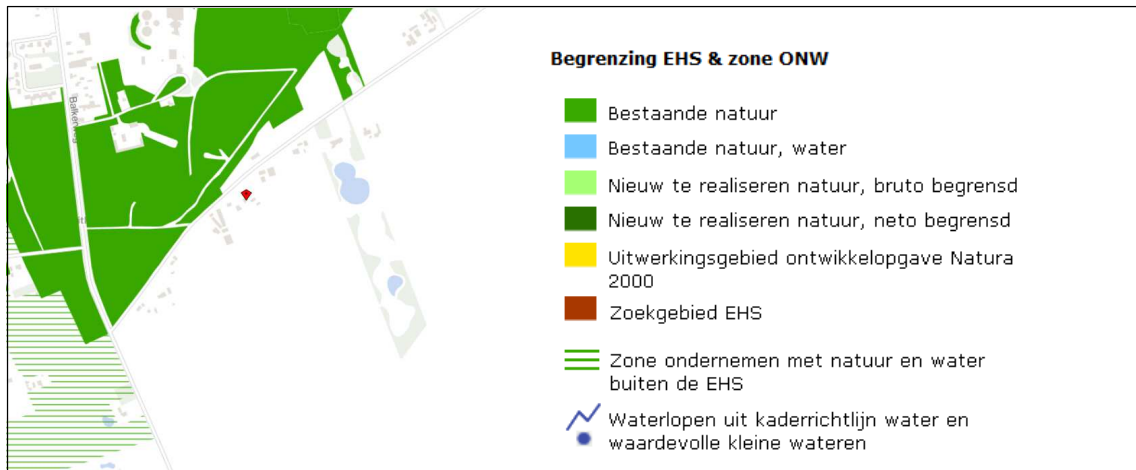 Begrenzing EHS & zone ONW
Bestaande natuur
Bestaande natuur, water
Nieuw te realiseren natuur, bruto begrensd
Nieuw te realiseren natuur, neto begrensd
Uitwerkingsgebied ontwikkelopgave Natura
2000
Zoekgebied EHS
Zone ondernemen met natuur en water
buiten de EHS
Waterlopen uit kaderrichtlijn water en
waardevolle kleine wateren
Balkerweg